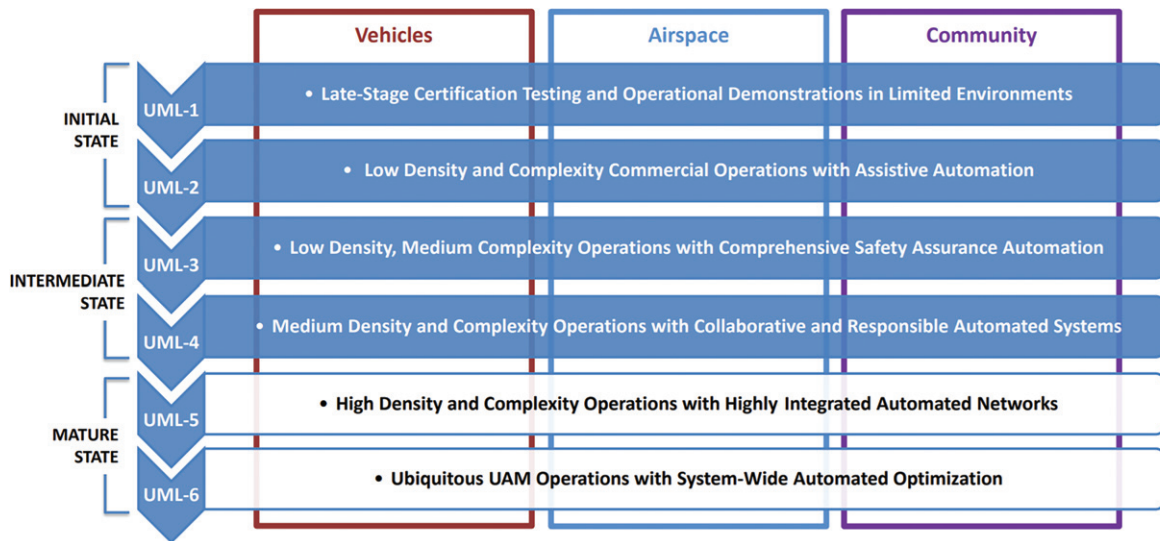 Vehicles
Airspace
Community
INITIAL
STATE
UML-1
• Late-Stage Certification Testing and Operational Demonstrations in Limited Environments
UML-2
• Low Density and Complexity Commercial Operations with Assistive Automation
INTERMEDIATE
STATE
UML-3
• Low Density, Medium Complexity Operations with Comprehensive Safety Assurance Automation
UML-4
• Medium Density and Complexity Operations with Collaborative and Responsible Automated Systems
MATURE
STATE
UML-5
• High Density and Complexity Operations with Highly Integrated Automated Networks
UML-6
• Ubiquitous UAM Operations with System-Wide Automated Optimization